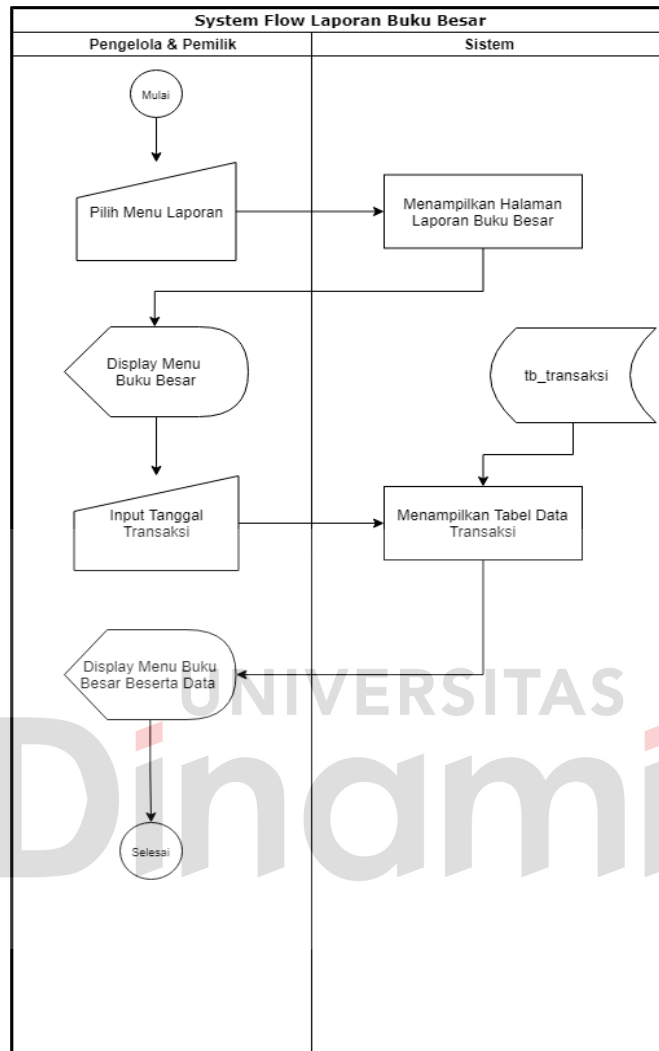 System Flow Laporan Buku Besar
Pengelola & Pemilik
Sistem
Mulai
Pilih Menu Laporan
Menampilkan Halaman
Laporan Buku Besar
Display Menu
Buku Besar
tb_transaksi
Input Tanggal
Transaksi
Menampilkan Tabel Data
Transaksi
Display Menu Buku
Besar Beserta Data
UNIVERSITAS
Dinami
Selesai